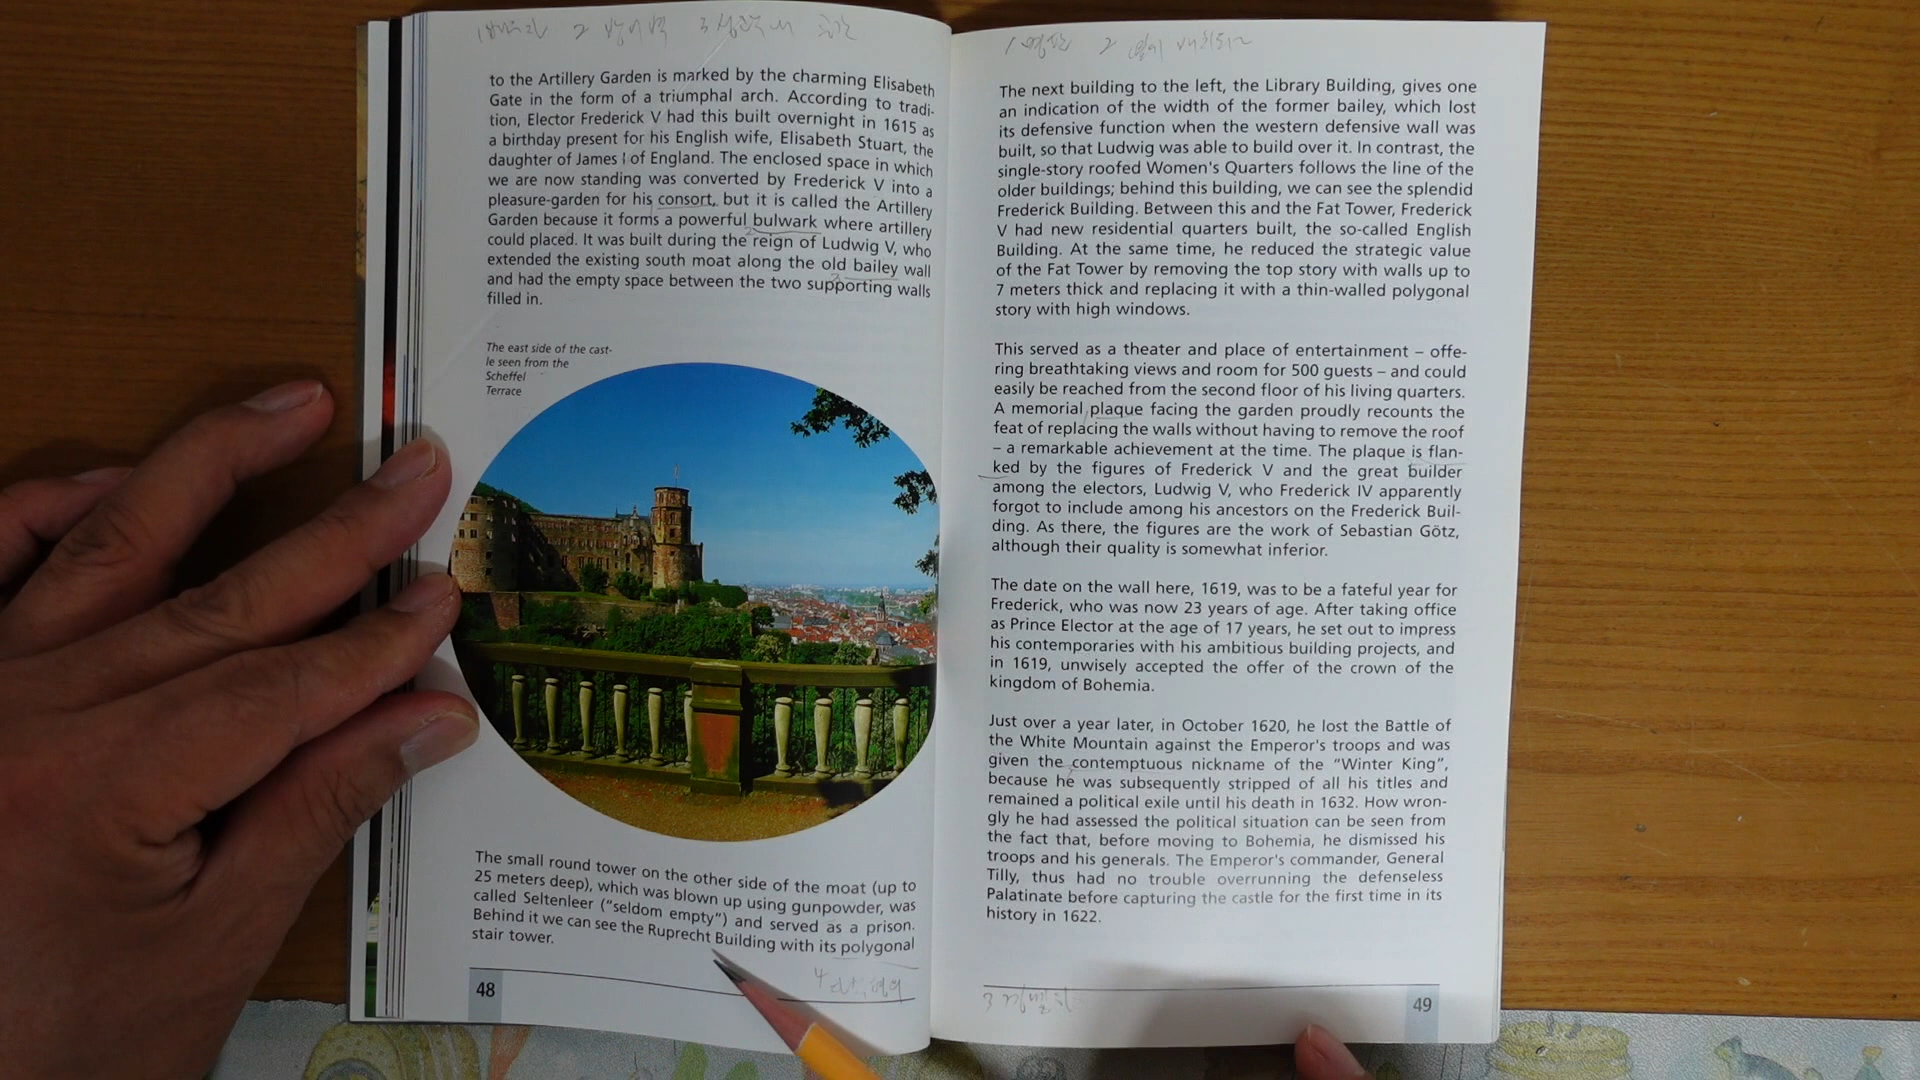 to the Artillery Garden is marked by the charming Elisabeth
Gate in the form of a triumphal arch. According to tradi-
tion, Elector Frederick V had this built overnight in 1615 as
a birthday present for his English wife, Elisabeth Stuart, the
daughter of James I of England. The enclosed space in which
we are now standing was converted by Frederick V into a
pleasure-garden for his consort, but it is called the Artillery
Garden because it forms a powerful bulwark where artillery
could placed. It was built during the reign of Ludwig V, who
extended the existing south moat along the old bailey wall
and had the empty space between the two supporting walls
filled in.
The east side of the cast-
le seen from the
Scheffel
Terrace
The small round tower on the other side of the moat (up to
25 meters deep), which was blown up using gunpowder, was
called Seltenleer ("seldom empty") and served as a prison.
Behind it we can see the Ruprecht Building with its polygonal
stair tower.
48
The next building to the left, the Library Building, gives one
an indication of the width of the former bailey, which lost
its defensive function when the western defensive wall was
built, so that Ludwig was able to build over it. In contrast, the
single-story roofed Women's Quarters follows the line of the
older buildings; behind this building, we can see the splendid
Frederick Building. Between this and the Fat Tower, Frederick
V had new residential quarters built, the so-called English
Building. At the same time, he reduced the strategic value
of the Fat Tower by removing the top story with walls up to
7 meters thick and replacing it with a thin-walled polygonal
story with high windows.
This served as a theater and place of entertainment – offe-
ring breathtaking views and room for 500 guests – and could
easily be reached from the second floor of his living quarters.
A memorial plaque facing the garden proudly recounts the
feat of replacing the walls without having to remove the roof
– a remarkable achievement at the time. The plaque is flan-
ked by the figures of Frederick V and the great builder
among the electors, Ludwig V, who Frederick IV apparently
forgot to include among his ancestors on the Frederick Buil-
ding. As there, the figures are the work of Sebastian Götz,
although their quality is somewhat inferior.
The date on the wall here, 1619, was to be a fateful year for
Frederick, who was now 23 years of age. After taking office
as Prince Elector at the age of 17 years, he set out to impress
his contemporaries with his ambitious building projects, and
in 1619, unwisely accepted the offer of the crown of the
kingdom of Bohemia.
Just over a year later, in October 1620, he lost the Battle of
the White Mountain against the Emperor's troops and was
given the contemptuous nickname of the "Winter King",
because he was subsequently stripped of all his titles and
remained a political exile until his death in 1632. How wron-
gly he had assessed the political situation can be seen from
the fact that, before moving to Bohemia, he dismissed his
troops and his generals. The Emperor's commander, General
Tilly, thus had no trouble overrunning the defenseless
Palatinate before capturing the castle for the first time in its
history in 1622.
49